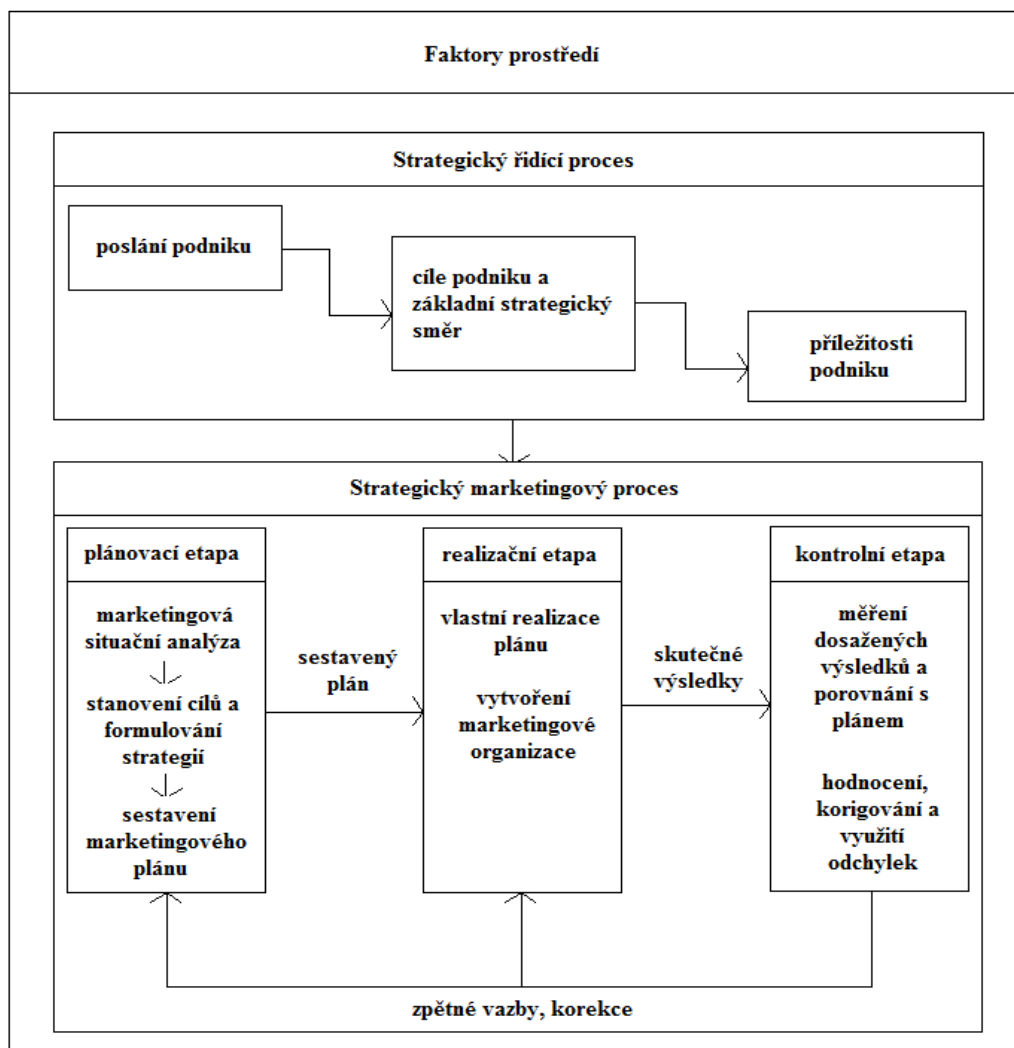 Faktory prostředí
Strategický řídící proces
poslání podniku
cíle podniku a
základní strategický
směr
příležitosti
podniku
Strategický marketingový proces
plánovací etapa
marketingová
situační analýza
stanovení cílů a
formulování
strategií
sestavení
marketingového
plánu
sestavený
plán
realizační etapa
vlastní realizace
plánu
vytvoření
marketingové
organizace
skutečné
výsledky
kontrolní etapa
měření
dosažených
výsledků a
porovnání s
plánem
hodnocení,
korigování a
využití
odchylek
zpětné vazby, korekce